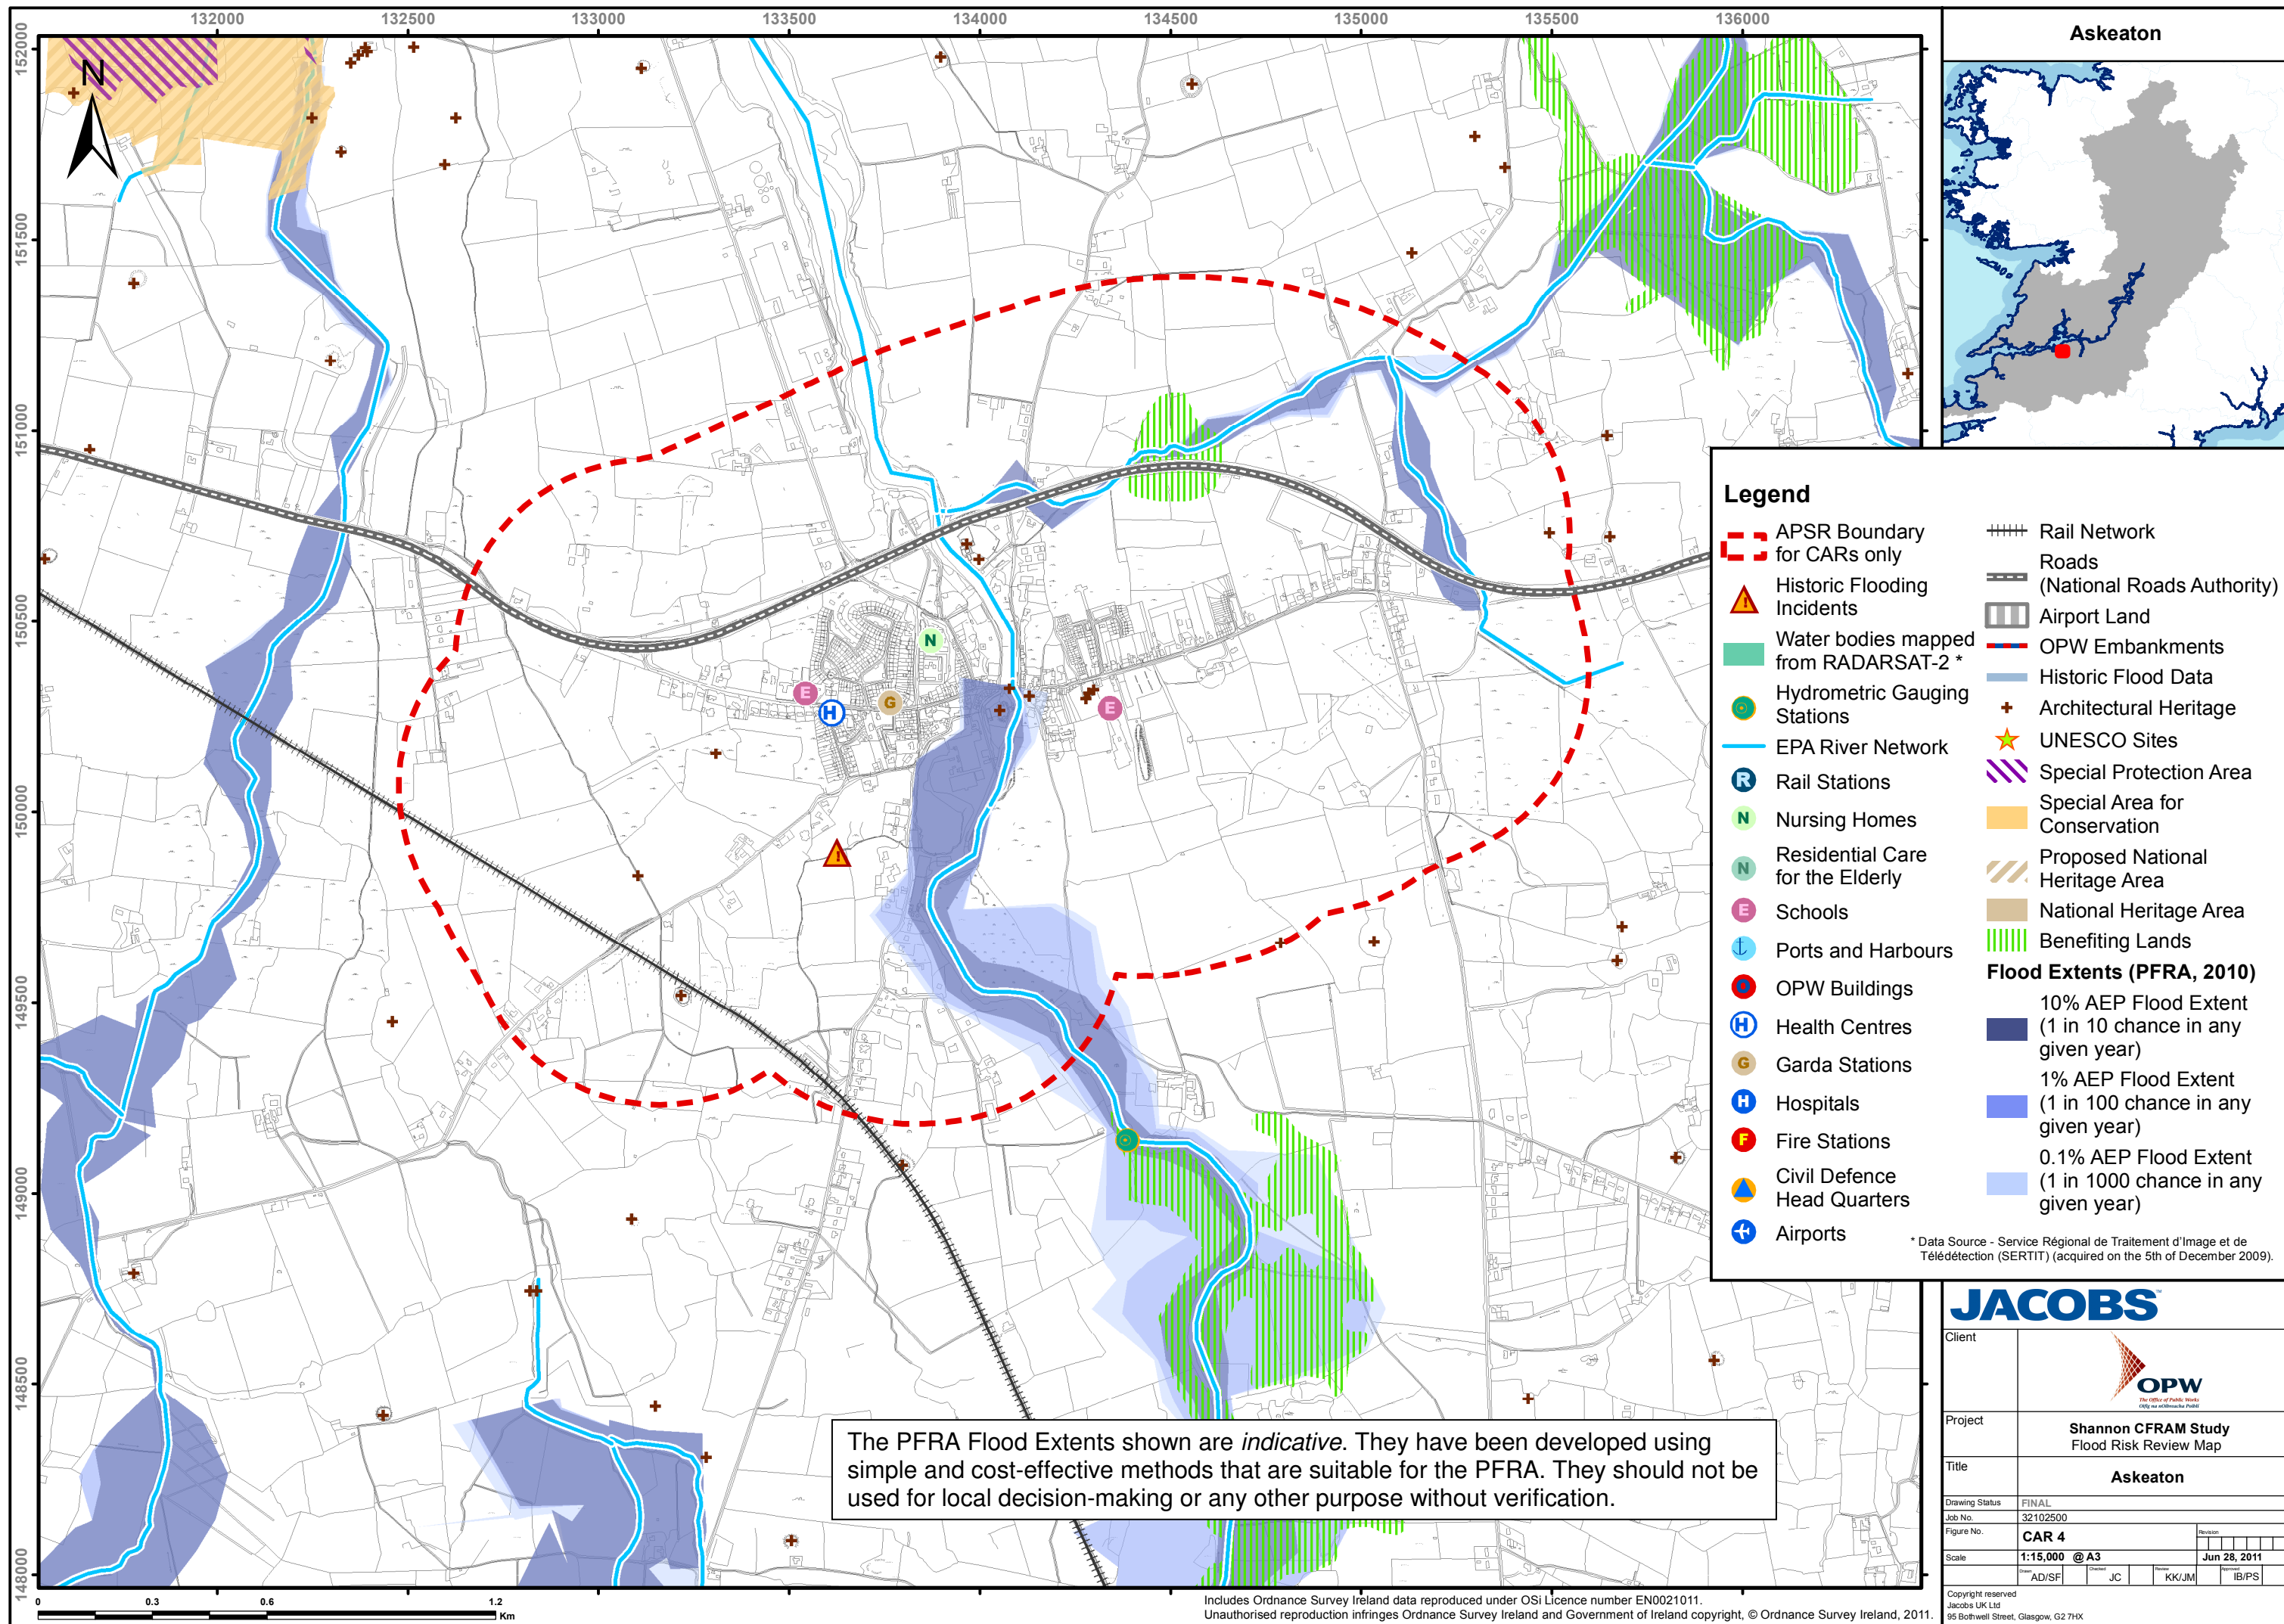 132000
132500
133000
133500
134000
134500
135000
135500
136000
152000
151500
151000
150500
150000
149500
149000
148500
148000
N
N
E
H
G
E
Askeaton
Legend
APSR Boundary
for CARs only
Historic Flooding
Incidents
Water bodies mapped
from RADARSAT-2 *
Hydrometric Gauging
Stations
EPA River Network
R Rail Stations
N Nursing Homes
N Residential Care
for the Elderly
E Schools
Ports and Harbours
OPW Buildings
H Health Centres
G Garda Stations
H Hospitals
F Fire Stations
Civil Defence
Head Quarters
Airports
Rail Network
Roads
(National Roads Authority)
Airport Land
OPW Embankments
Historic Flood Data
Architectural Heritage
UNESCO Sites
Special Protection Area
Special Area for
Conservation
Proposed National
Heritage Area
National Heritage Area
Benefiting Lands
Flood Extents (PFRA, 2010)
10% AEP Flood Extent
(1 in 10 chance in any
given year)
1% AEP Flood Extent
(1 in 100 chance in any
given year)
0.1% AEP Flood Extent
(1 in 1000 chance in any
given year)
* Data Source - Service Régional de Traitement d'Image et de
Télédétection (SERTIT) (acquired on the 5th of December 2009).
The PFRA Flood Extents shown are indicative. They have been developed using
simple and cost-effective methods that are suitable for the PFRA. They should not be
used for local decision-making or any other purpose without verification.
JACOBS
Client
OPW
The Office of Public Works
Oifig na nOibreacha Poiblí
Project
Shannon CFRAM Study
Flood Risk Review Map
Title
Askeaton
Drawing Status FINAL
Job No. 32102500
Figure No. CAR 4 Revision
Scale 1:15,000 @ A3 Jun 28, 2011
Drawn AD/SF Checked JC Review KK/JM Approved IB/PS
Copyright reserved
Jacobs UK Ltd
95 Bothwell Street, Glasgow, G2 7HX
0 0.3 0.6 1.2
Km
Includes Ordnance Survey Ireland data reproduced under OSi Licence number EN0021011.
Unauthorised reproduction infringes Ordnance Survey Ireland and Government of Ireland copyright, © Ordnance Survey Ireland, 2011.